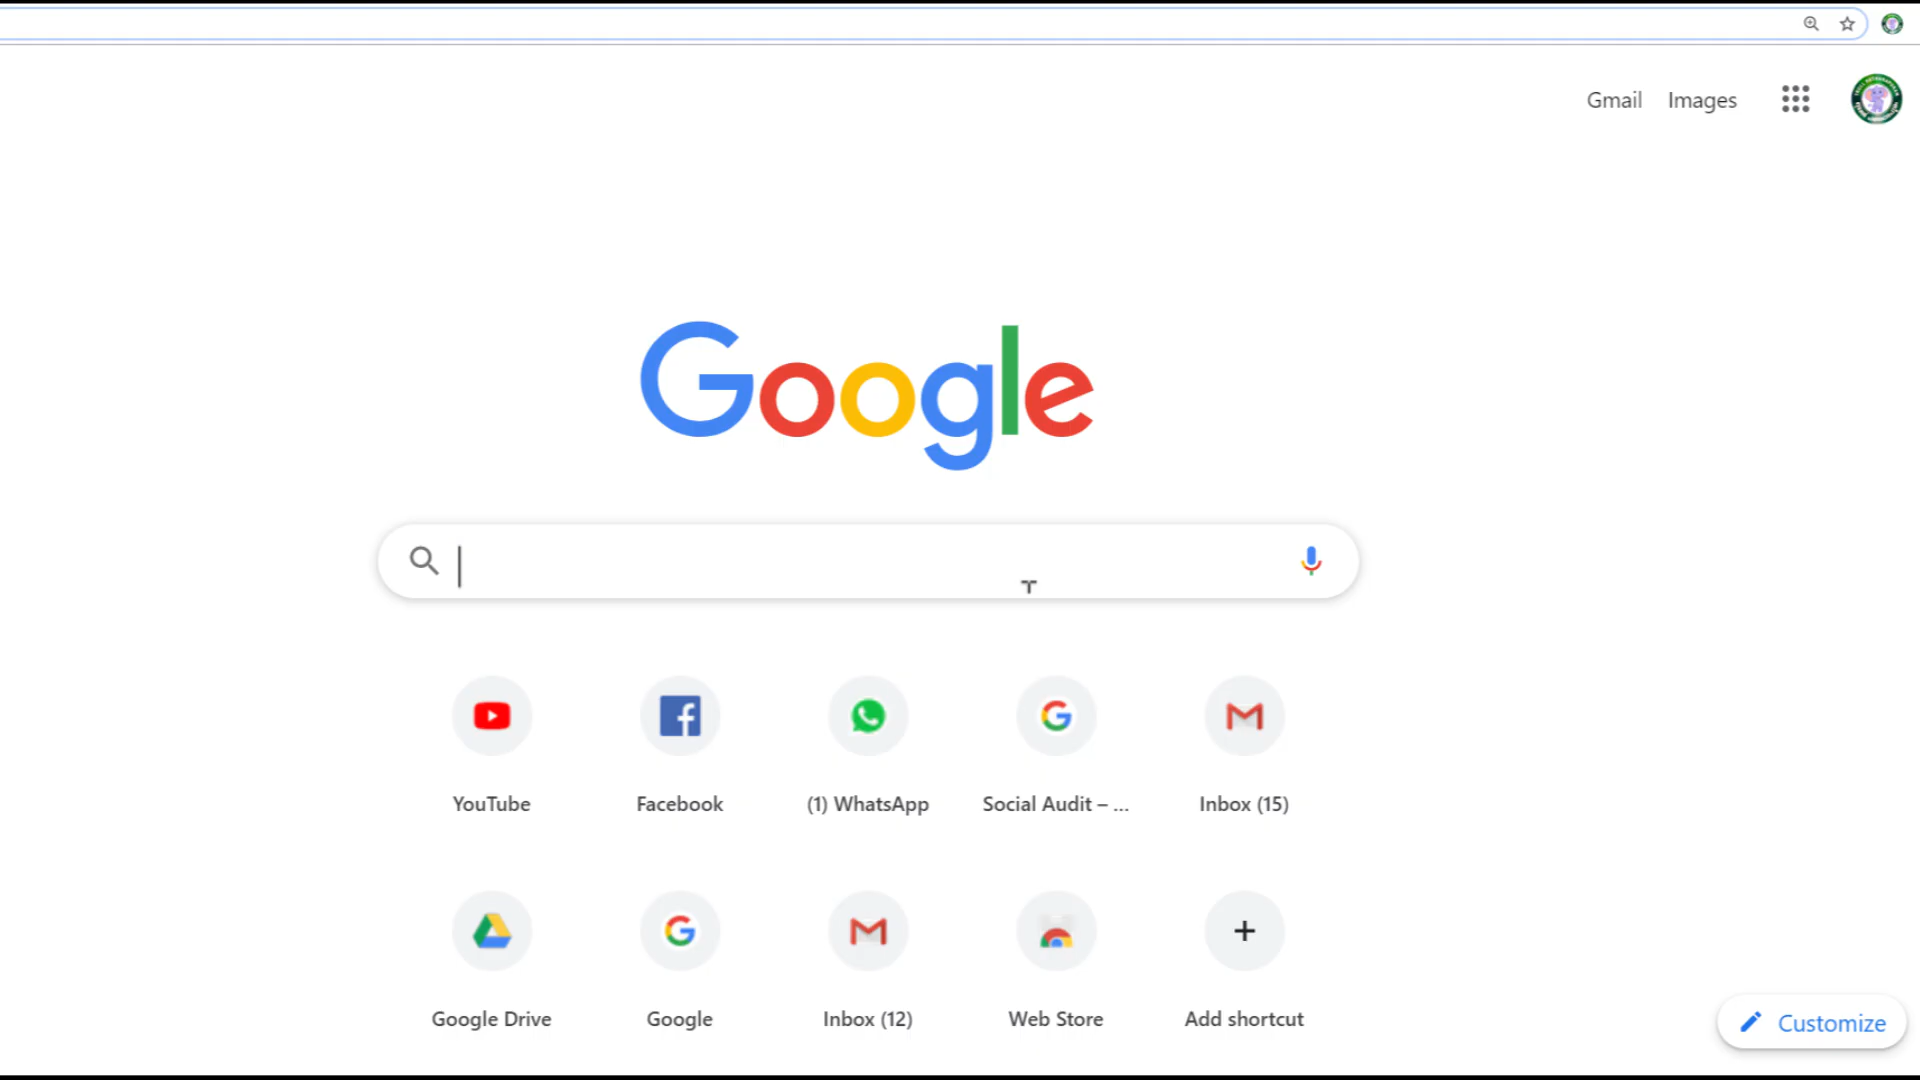 Gmail Images
Google
YouTube
Facebook
(1) WhatsApp
Social Audit – ...
Inbox (15)
Google Drive
Google
Inbox (12)
Web Store
Add shortcut
Customize